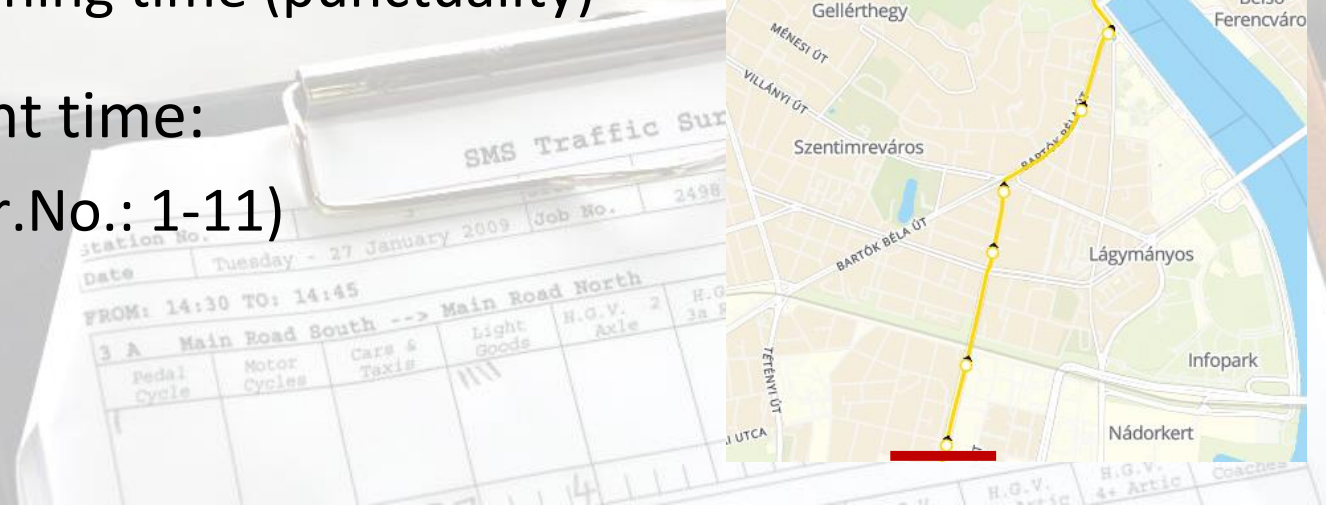 ning time (punctuality)
nt time:
r.No.: 1-11)
SMS Traffic Sur
Station No.
Job No.
2498
Date
Tuesday - 27 January 2009
FROM: 14:30 TO: 14:45
3 A Main Road South --> Main Road North
Pedal Cycle
Motor Cycles
Cars & Taxis
Light Goods
H.G.V. 2 Axle
H.G
3a R
4
H.G.V.
4+ Artic
Coaches
H.G.V.
Artic
Gellérthegy
Ferencváro
MÉNESI ÚT
VILLÁNYI ÚT
Szentimreváros
BARTÓK BÉLA ÚT
BARTÓK BÉLA ÚT
Lágymányos
TÉTÉNYI ÚT
Infopark
I UTCA
Nádorkert